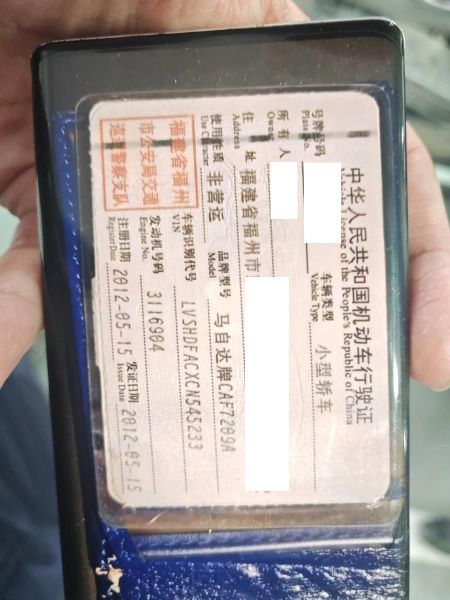 中华人民共和国机动车行驶证
Vehicle License of the People's Republic of China
号牌号码
Plate No.
车辆类型 小型轿车
Vehicle Type
所有人
Owner
住 址 福建省福州市
Address
使用性质 非营运
Use Character
品牌型号 马自达牌CAF7209A
Model
福建省福州
市公安局交通
巡逻警察支队
车辆识别代号 LVSHDFACXCN545233
VIN
发动机号码 3116904
Engine No.
注册日期 2012-05-15 发证日期 2012-05-15
Register Date Issue Date